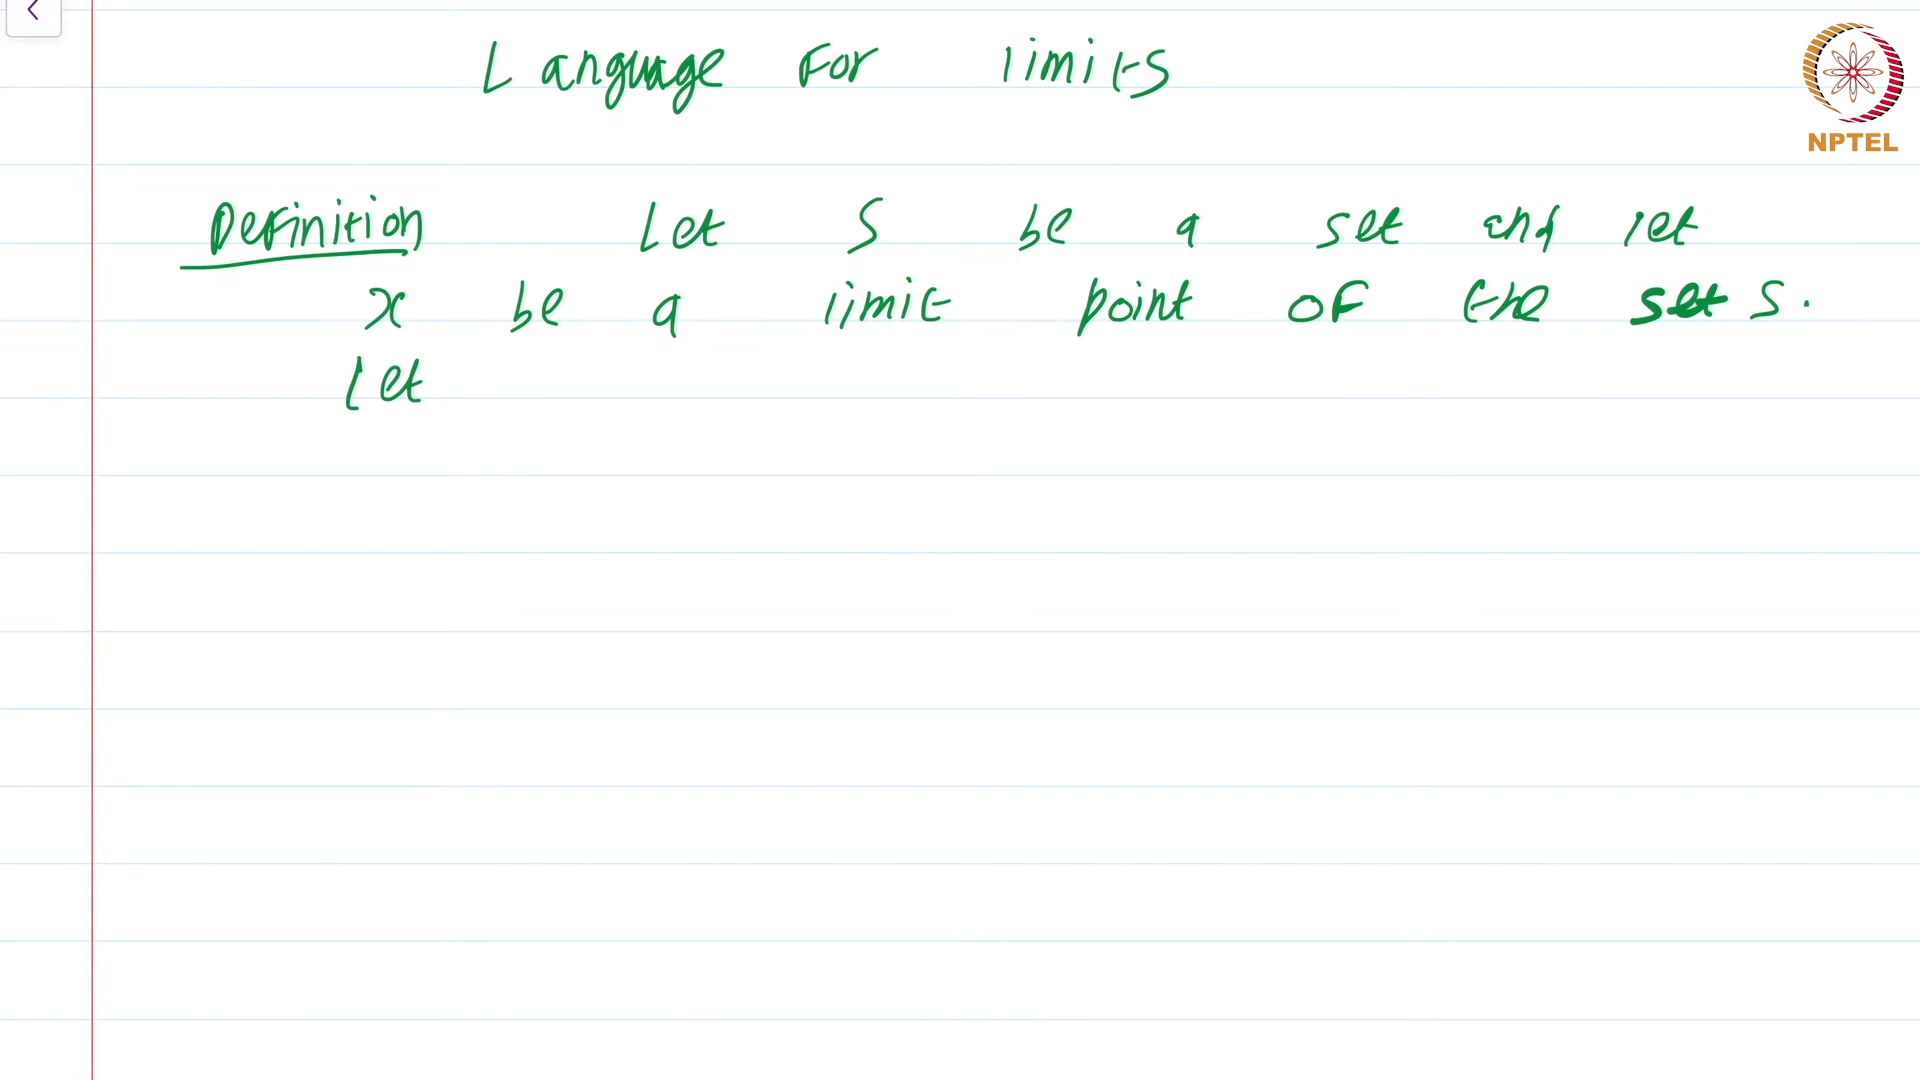 Language for limits
NPTEL
Definition Let S be a set and let
x be a limit point of the set S.
Let